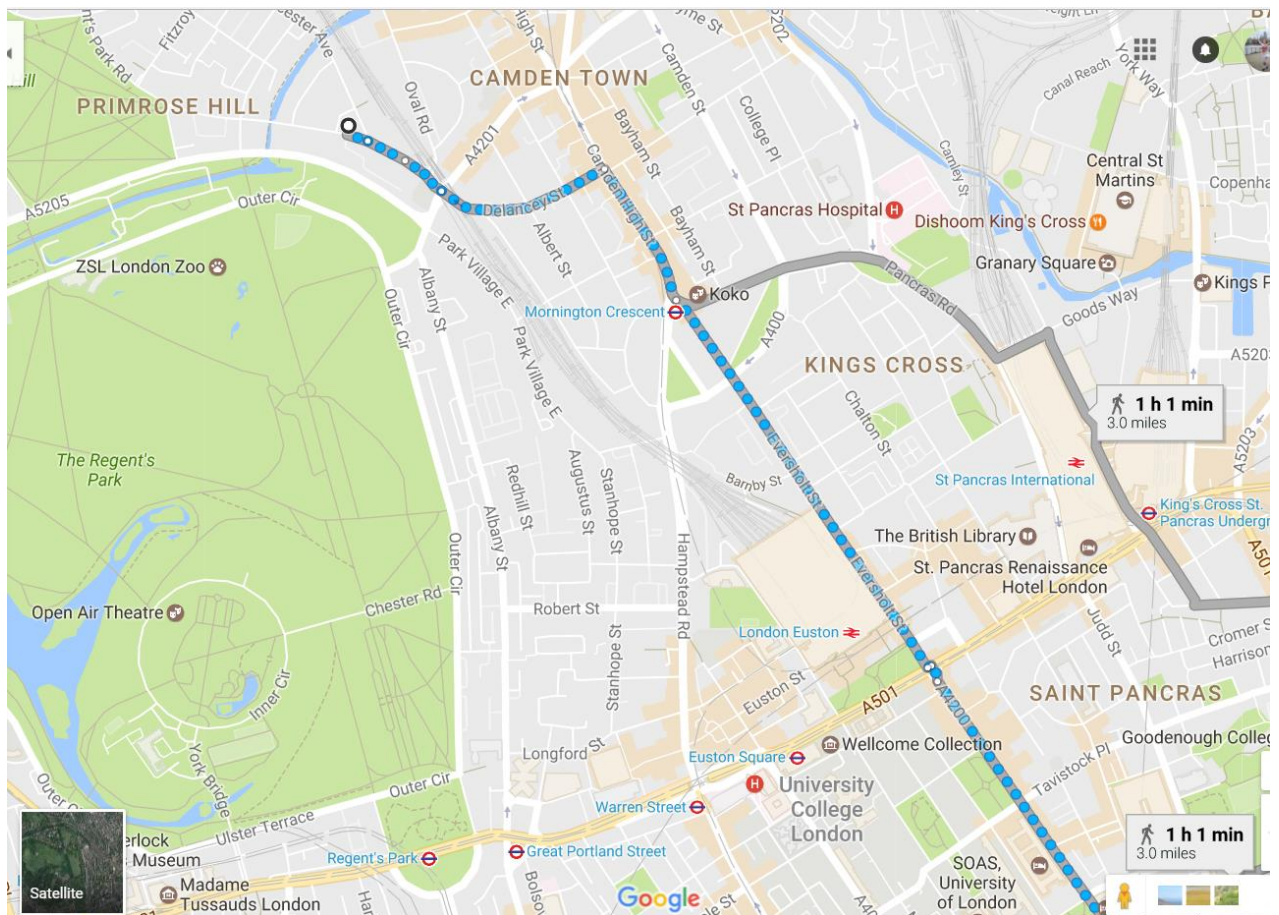 PRIMROSE HILL
CAMDEN TOWN
Oval Rd
A4201
Bayham St
Camden St
College Pl
Camley St
Canal Reach
York Way
Central St
Martins
St Pancras Hospital
Dishoom King's Cross
Granary Square
Goods Way
Kings P
A5205
Outer Cir
ZSL London Zoo
Delancey St
Camden High St
Bayham St
Albert St
Park Village E
Albany St
Outer Cir
Koko
Mornington Crescent
Pancras Rd
A400
A5202
A5203
KINGS CROSS
1 h 1 min
3.0 miles
Park Village E
Chalton St
Eversholt St
The Regent's
Park
Redhill St
Augustus St
Stanhope St
Barnby St
St Pancras International
A5203
King's Cross St.
Pancras Undergr
The British Library
St. Pancras Renaissance
Hotel London
A501
Albany St
Outer Cir
Hampstead Rd
Eversholt St
Chester Rd
Open Air Theatre
Robert St
London Euston
Judd St
Cromer S
Harrison
Inner Cir
Euston St
A501
A4200
SAINT PANCRAS
York Bridge
Longford St
Euston Square
Wellcome Collection
Goodenough Colleg
Tavistock Pl
Outer Cir
Ulster Terrace
Warren Street
University
College
London
1 h 1 min
3.0 miles
erlock
Museum
Regent's Park
Great Portland Street
SOAS,
University
of London
Satellite
Madame
Tussauds London
Google
A400